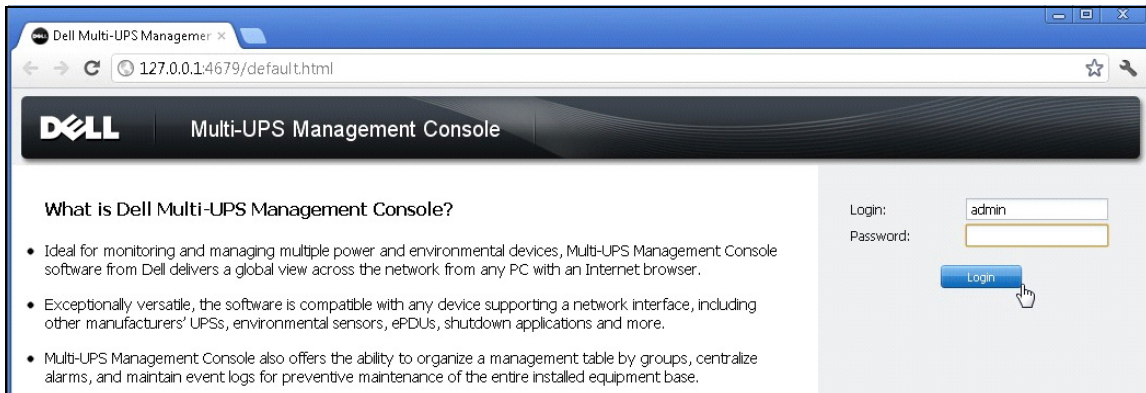 Dell Multi-UPS Managemer
127.0.0.1:4679/default.html
DELL
Multi-UPS Management Console
What is Dell Multi-UPS Management Console?
• Ideal for monitoring and managing multiple power and environmental devices, Multi-UPS Management Console
software from Dell delivers a global view across the network from any PC with an Internet browser.
• Exceptionally versatile, the software is compatible with any device supporting a network interface, including
other manufacturers' UPSs, environmental sensors, ePDUs, shutdown applications and more.
• Multi-UPS Management Console also offers the ability to organize a management table by groups, centralize
alarms, and maintain event logs for preventive maintenance of the entire installed equipment base.
Login: admin
Password:
Login